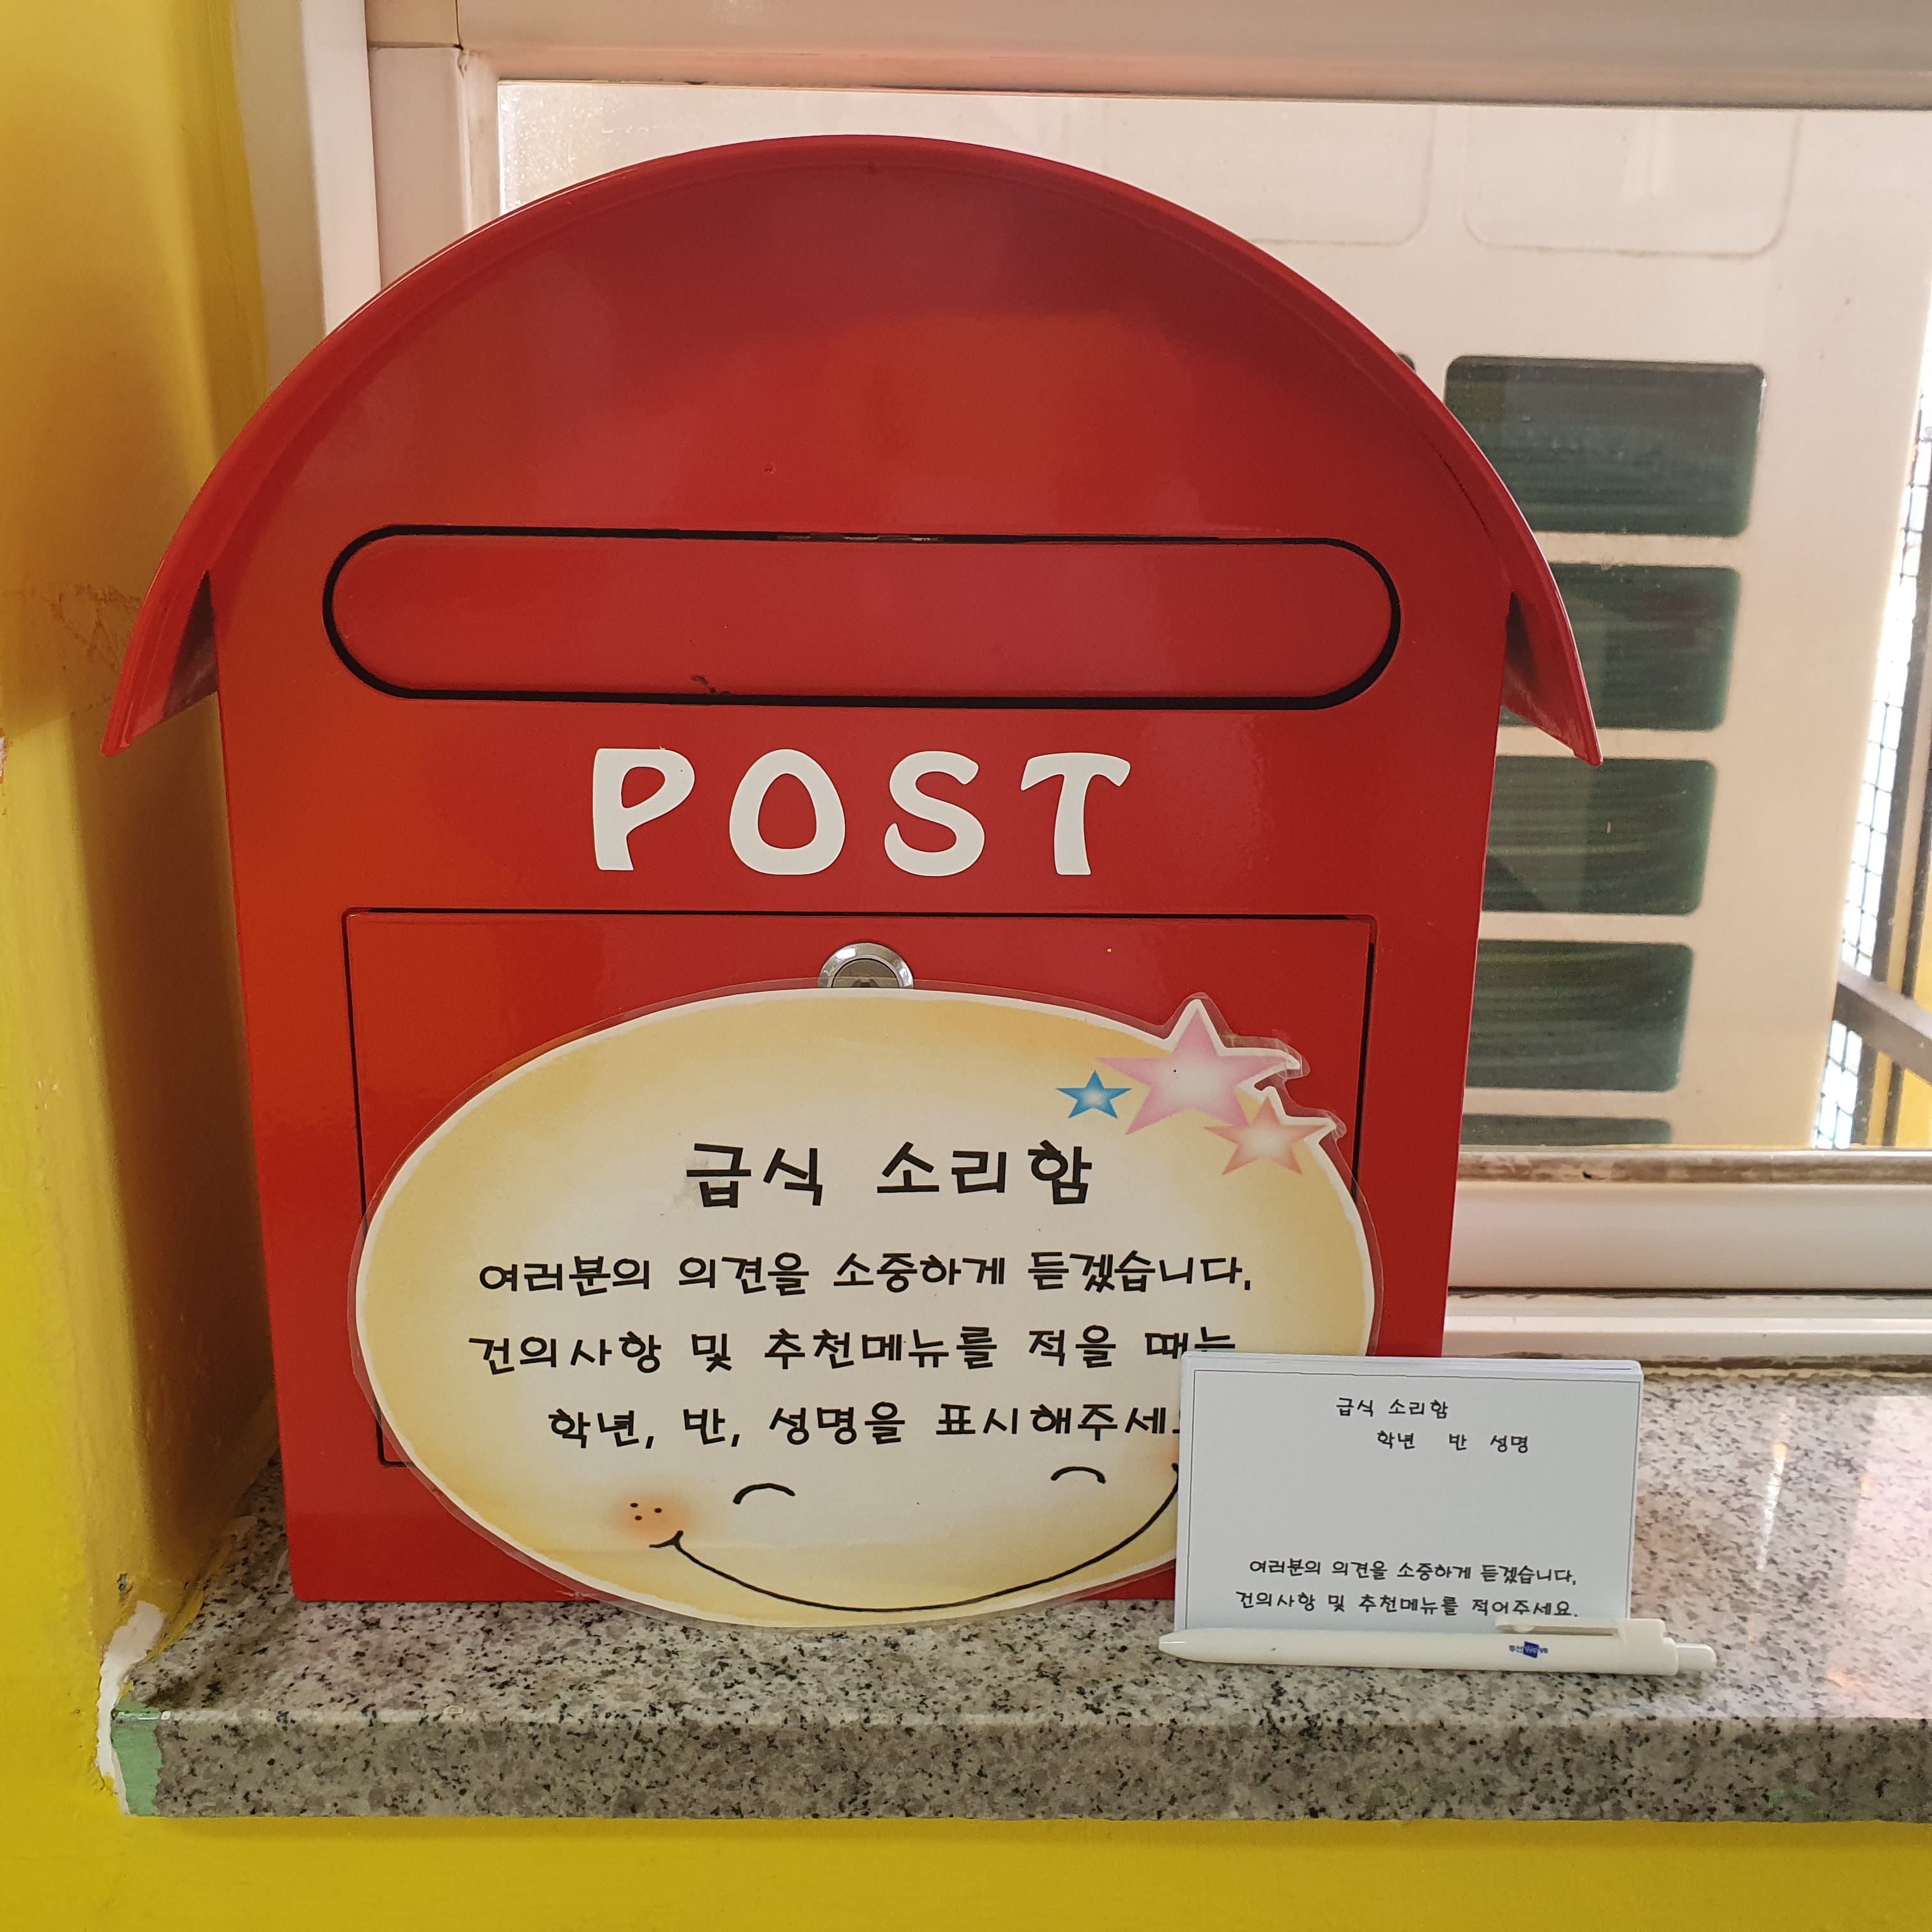 POST
급식 소리함
여러분의 의견을 소중하게 듣겠습니다.
건의사항 및 추천메뉴를 적을 때는
학년, 반, 성명을 표시해주세
급식 소리함
학년 반 성명
여러분의 의견을 소중하게 듣겠습니다.
건의사항 및 추천메뉴를 적어주세요.